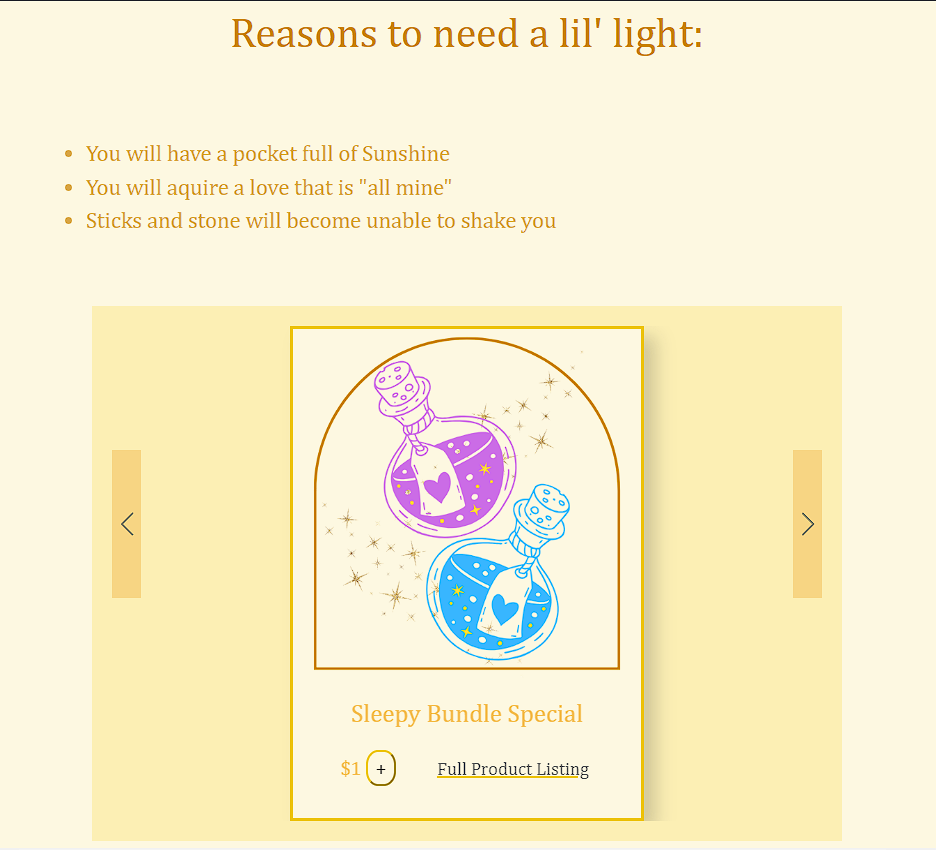 Reasons to need a lil' light:
You will have a pocket full of Sunshine
You will aquire a love that is "all mine"
Sticks and stone will become unable to shake you
Sleepy Bundle Special
$1 + Full Product Listing